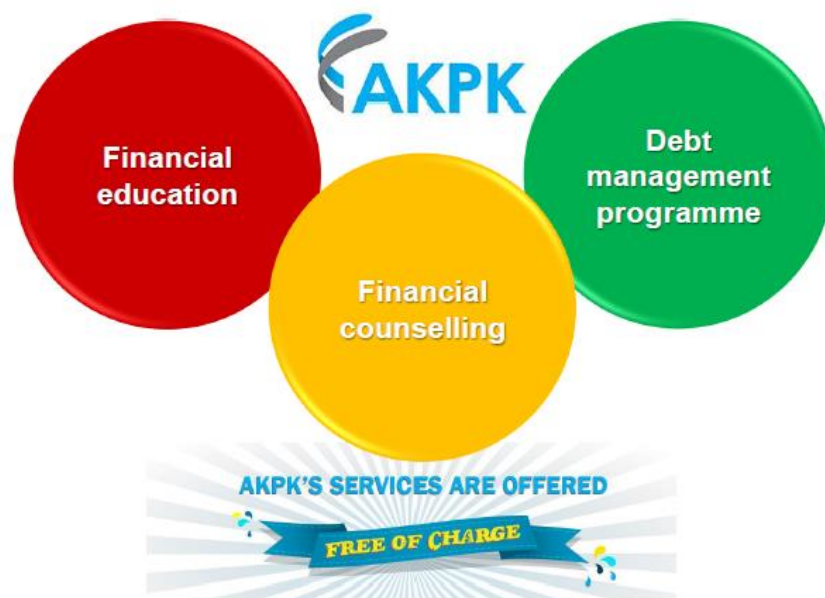 AKPK
Financial
education
Debt
management
programme
Financial
counselling
AKPK'S SERVICES ARE OFFERED
FREE OF CHARGE